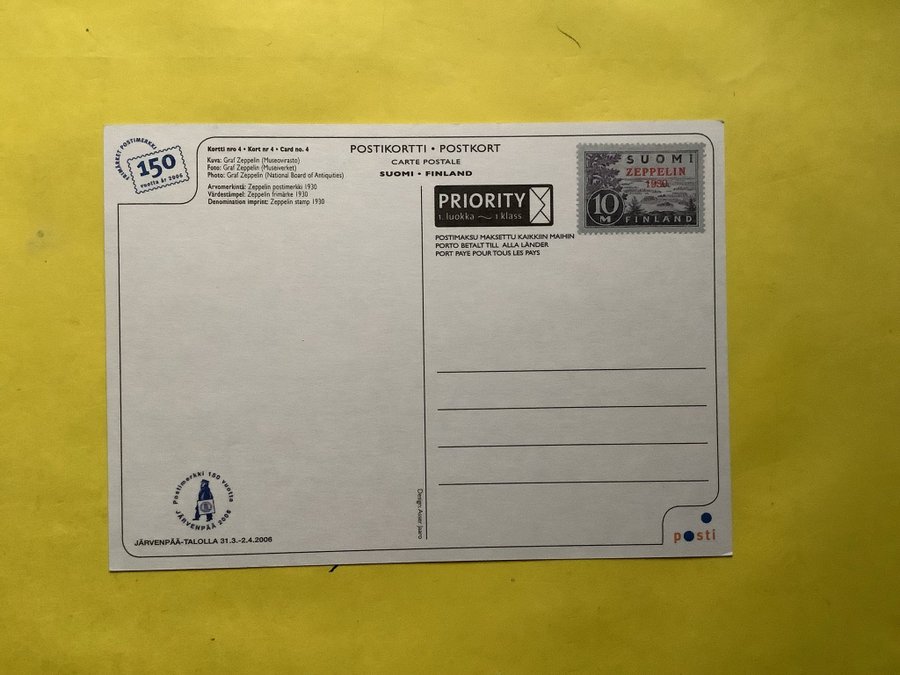 FRIMÄRKET POSTIMERKKI
150
vuotta år 2006
Kortti nro 4 • Kort nr 4 • Card no. 4
Kuva: Graf Zeppelin (Museovirasto)
Foto: Graf Zeppelin (Museiverket)
Photo: Graf Zeppelin (National Board of Antiquities)
Arvomerkintä: Zeppelin postimerkki 1930
Värdestämpel: Zeppelin frimärke 1930
Denomination imprint: Zeppelin stamp 1930
POSTIKORTTI • POSTKORT
CARTE POSTALE
SUOMI • FINLAND
PRIORITY
1. luokka ~ 1 klass
POSTIMAKSU MAKSETTU KAIKKIIN MAIHIN
PORTO BETALT TILL ALLA LÄNDER
PORT PAYE POUR TOUS LES PAYS
SUOMI
ZEPPELIN
1930
10
M
FINLAND
Postimerkki 150 vuotta
JÄRVENPÄÄ 2006
JÄRVENPÄÄ-TALOLLA 31.3.-2.4.2006
posti